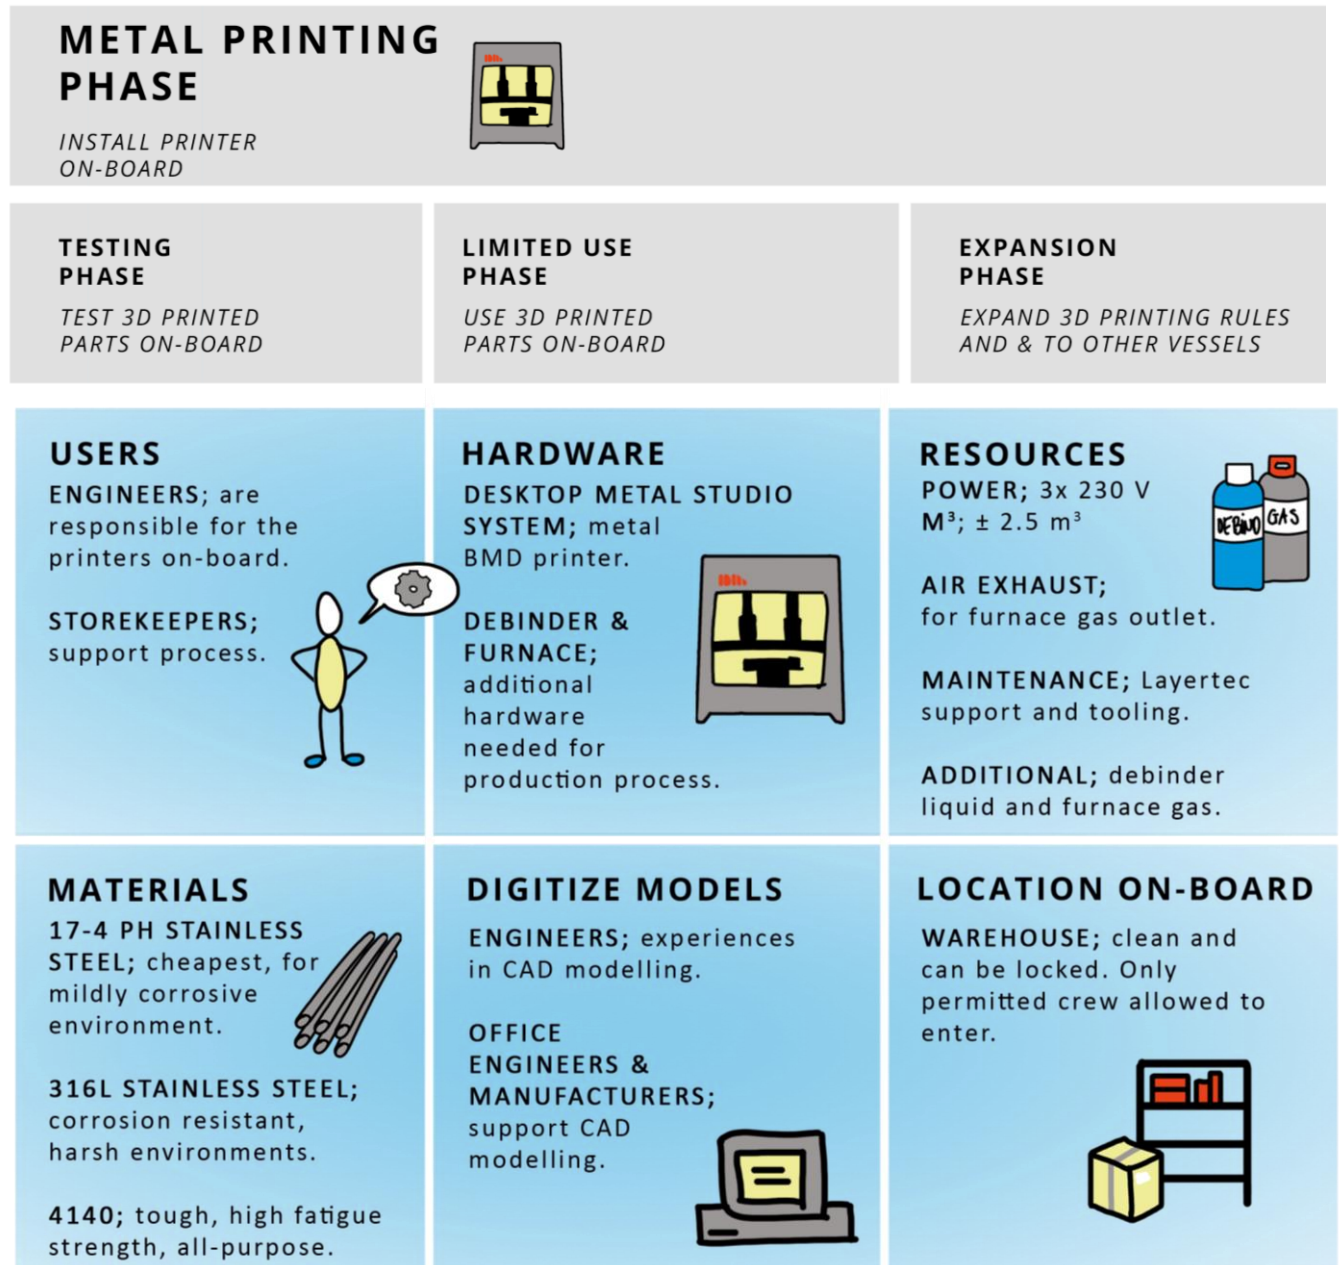 METAL PRINTING
PHASE
INSTALL PRINTER
ON-BOARD
TESTING
PHASE
TEST 3D PRINTED
PARTS ON-BOARD
LIMITED USE
PHASE
USE 3D PRINTED
PARTS ON-BOARD
EXPANSION
PHASE
EXPAND 3D PRINTING RULES
AND & TO OTHER VESSELS
USERS
ENGINEERS; are
responsible for the
printers on-board.
STOREKEEPERS;
support process.
HARDWARE
DESKTOP METAL STUDIO
SYSTEM; metal
BMD printer.
DEBINDER &
FURNACE;
additional
hardware
needed for
production process.
RESOURCES
POWER; 3x 230 V
M³; ± 2.5 m³
AIR EXHAUST;
for furnace gas outlet.
MAINTENANCE; Layertec
support and tooling.
ADDITIONAL; debinder
liquid and furnace gas.
DEBIND
GAS
MATERIALS
17-4 PH STAINLESS
STEEL; cheapest, for
mildly corrosive
environment.
316L STAINLESS STEEL;
corrosion resistant,
harsh environments.
4140; tough, high fatigue
strength, all-purpose.
DIGITIZE MODELS
ENGINEERS; experiences
in CAD modelling.
OFFICE
ENGINEERS &
MANUFACTURERS;
support CAD
modelling.
LOCATION ON-BOARD
WAREHOUSE; clean and
can be locked. Only
permitted crew allowed to
enter.